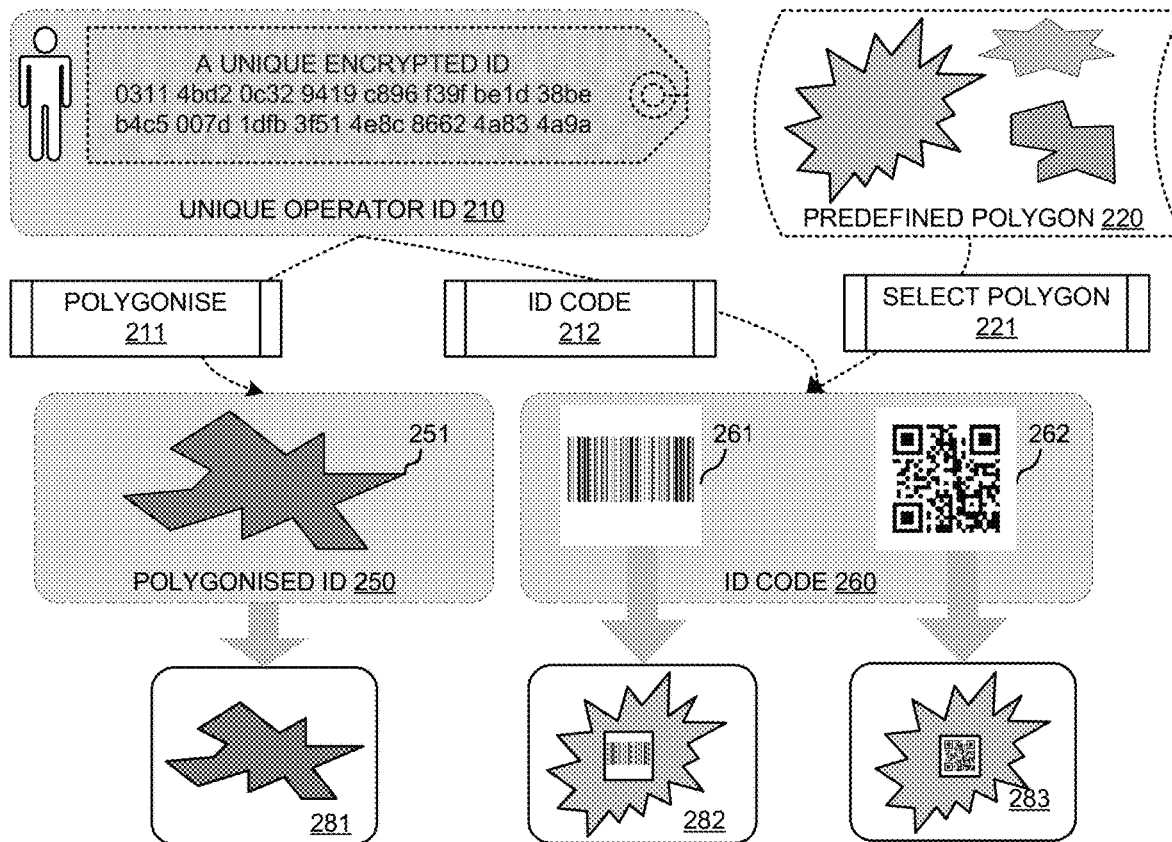 A UNIQUE ENCRYPTED ID
0311 4bd2 0c32 9419 c896 f39f be1d 38be
b4c5 007d 1dfb 3f51 4e8c 8662 4a83 4a9a
UNIQUE OPERATOR ID 210
PREDEFINED POLYGON 220
POLYGONISE
211
ID CODE
212
SELECT POLYGON
221
251
261
262
POLYGONISED ID 250
ID CODE 260
281
282
283